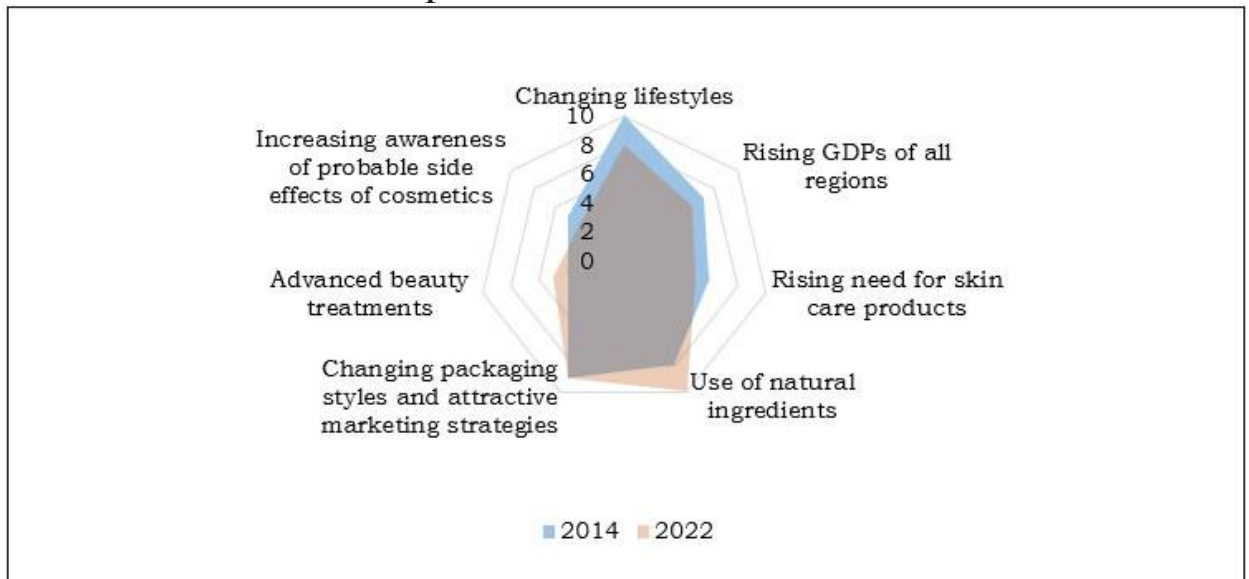 Changing lifestyles
10
8
6
4
2
0
Rising GDPs of all
regions
Rising need for skin
care products
Use of natural
ingredients
Changing packaging
styles and attractive
marketing strategies
Advanced beauty
treatments
Increasing awareness
of probable side
effects of cosmetics
2014 2022